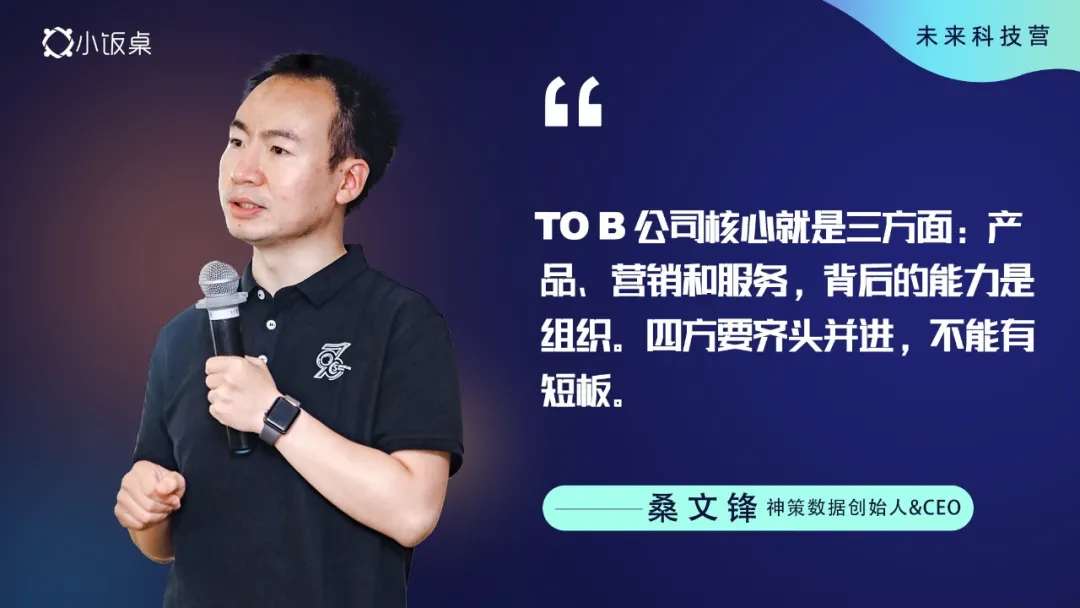 小饭桌
未来科技营
TO B 公司核心就是三方面：产
品、营销和服务，背后的能力是
组织。四方要齐头并进，不能有
短板。
桑文锋 神策数据创始人&CEO